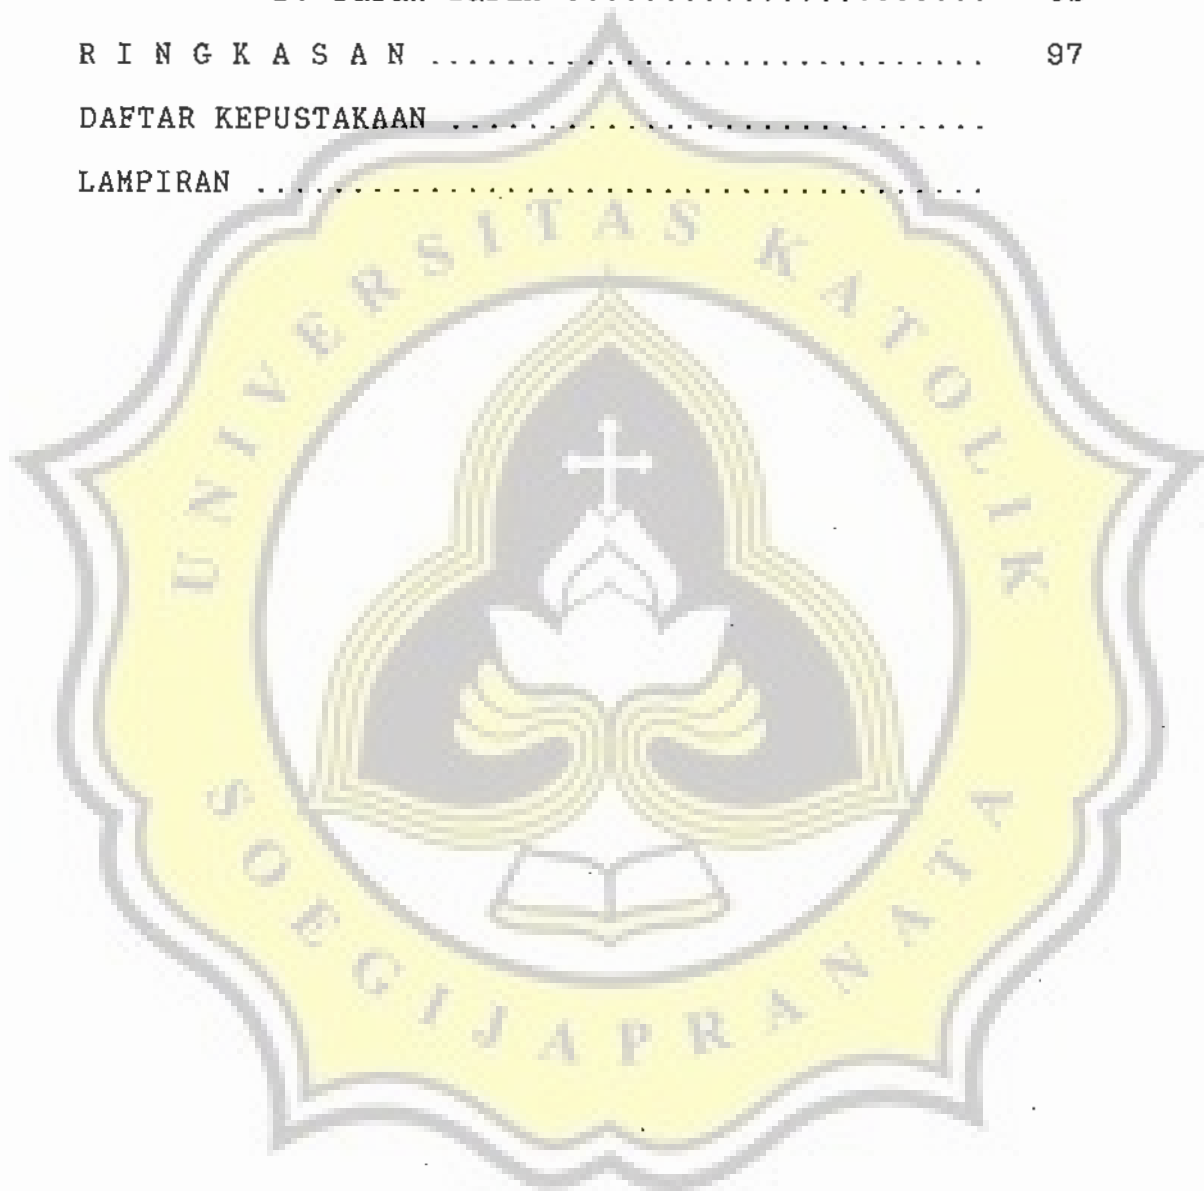 R I N G K A S A N ............................. 97
DAFTAR KEPUSTAKAAN ............................
LAMPIRAN ......................................
UNIVERSITAS KATOLIK
SOEGIJAPRANATA